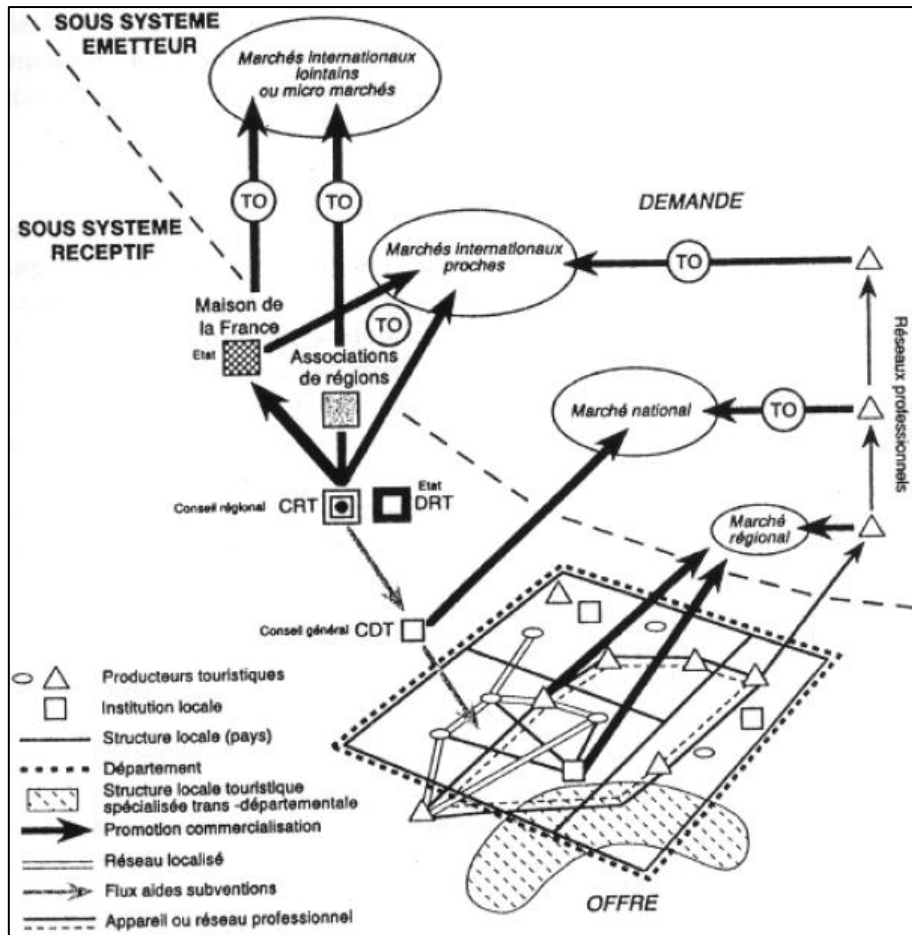 SOUS SYSTEME
EMETTEUR
Marchés internationaux
lointains
ou micro marchés
TO
TO
DEMANDE
SOUS SYSTEME
RECEPTIF
Marchés internationaux
proches
TO
Maison de
la France
Etat
TO
Associations
de régions
Réseaux professionnels
Marché national
TO
Conseil régional
CRT
Etat
DRT
Marché
régional
Conseil général
CDT
Producteurs touristiques
Institution locale
Structure locale (pays)
Département
Structure locale touristique
spécialisée trans -départementale
Promotion commercialisation
Réseau localisé
Flux aides subventions
Appareil ou réseau professionnel
OFFRE